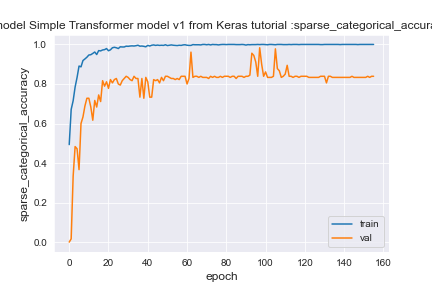 model Simple Transformer model v1 from Keras tutorial :sparse_categorical_accura
1.0
0.8
0.6
0.4
0.2
0.0
sparse_categorical_accuracy
0 20 40 60 80 100 120 140 160
epoch
train
val